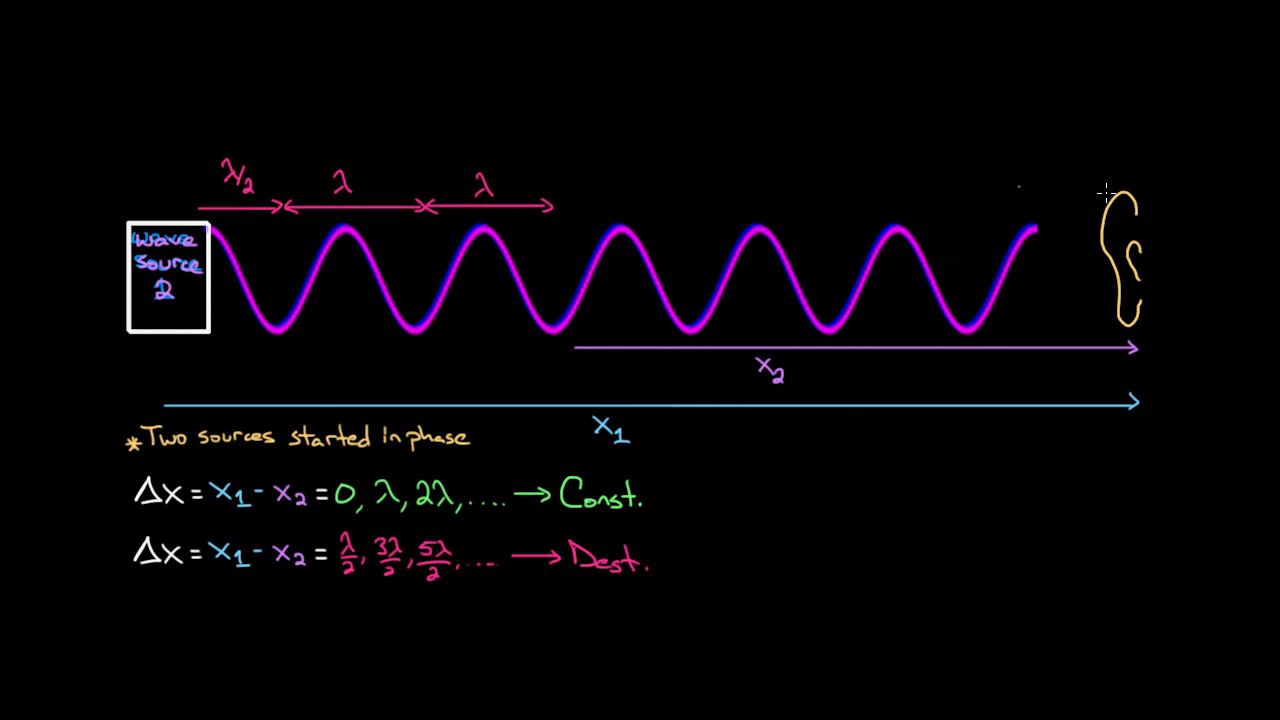 λ/2 λ λ
wave
source
2
x₂
x₁
*Two sources started in phase
Δx = x₁ - x₂ = 0, λ, 2λ, .... → Const.
Δx = x₁ - x₂ = λ/2, 3λ/2, 5λ/2, .... → Dest.